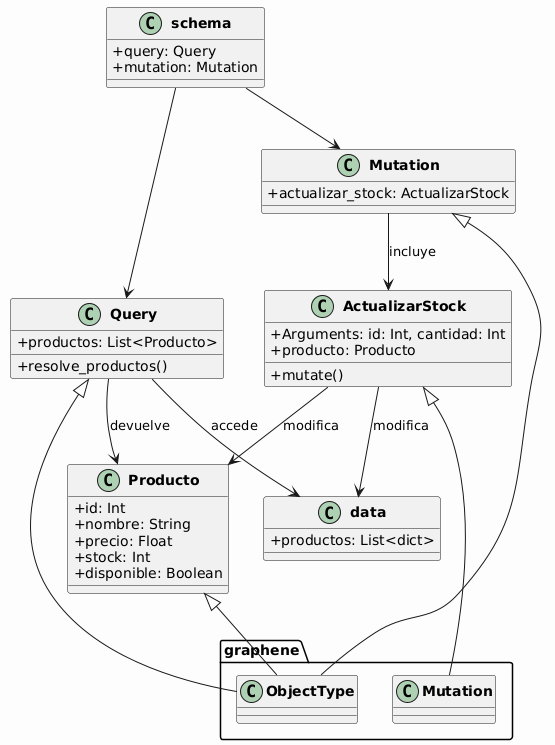 C schema
+query: Query
+mutation: Mutation
C Mutation
+actualizar_stock: ActualizarStock
incluye
C Query
+productos: List<Producto>
+resolve_productos()
C ActualizarStock
+Arguments: id: Int, cantidad: Int
+producto: Producto
+mutate()
devuelve
accede
modifica
modifica
C Producto
+id: Int
+nombre: String
+precio: Float
+stock: Int
+disponible: Boolean
C data
+productos: List<dict>
graphene
C ObjectType
C Mutation